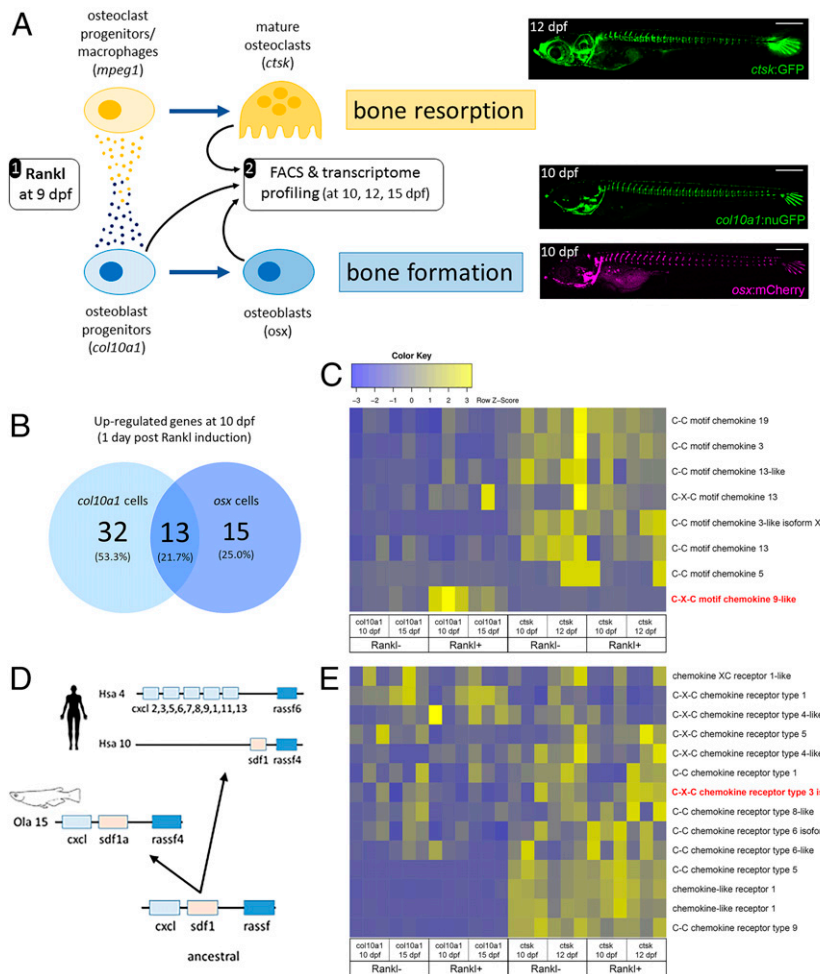 A
osteoclast
progenitors/
macrophages
(mpeg1)
mature
osteoclasts
(ctsk)
bone resorption
12 dpf
ctsk:GFP
1 Rankl
at 9 dpf
2 FACS & transcriptome
profiling (at 10, 12, 15 dpf)
10 dpf
col10a1:nuGFP
bone formation
10 dpf
osx:mCherry
osteoblast
progenitors
(col10a1)
osteoblasts
(osx)
B
Up-regulated genes at 10 dpf
(1 day post Rankl induction)
col10a1 cells
osx cells
32
(53.3%)
13
(21.7%)
15
(25.0%)
C
Color Key
-3 -2 -1 0 1 2 3 Row Z-Score
C-C motif chemokine 19
C-C motif chemokine 3
C-C motif chemokine 13-like
C-X-C motif chemokine 13
C-C motif chemokine 3-like isoform X
C-C motif chemokine 13
C-C motif chemokine 5
C-X-C motif chemokine 9-like
col10a1 col10a1 col10a1 col10a1 ctsk ctsk ctsk ctsk
10 dpf 15 dpf 10 dpf 15 dpf 10 dpf 12 dpf 10 dpf 12 dpf
Rankl- Rankl+ Rankl- Rankl+
D
Hsa 4
cxcl 2,3,5,6,7,8,9,1,11,13
rassf6
Hsa 10
sdf1 rassf4
Ola 15
cxcl sdf1a rassf4
cxcl sdf1 rassf
ancestral
E
chemokine XC receptor 1-like
C-X-C chemokine receptor type 1
C-X-C chemokine receptor type 4-like
C-X-C chemokine receptor type 5
C-X-C chemokine receptor type 4-like
C-C chemokine receptor type 1
C-X-C chemokine receptor type 3 is
C-C chemokine receptor type 8-like
C-C chemokine receptor type 6 isofor
C-C chemokine receptor type 6-like
C-C chemokine receptor type 5
chemokine-like receptor 1
chemokine-like receptor 1
C-C chemokine receptor type 9
col10a1 col10a1 col10a1 col10a1 ctsk ctsk ctsk ctsk
10 dpf 15 dpf 10 dpf 15 dpf 10 dpf 12 dpf 10 dpf 12 dpf
Rankl- Rankl+ Rankl- Rankl+